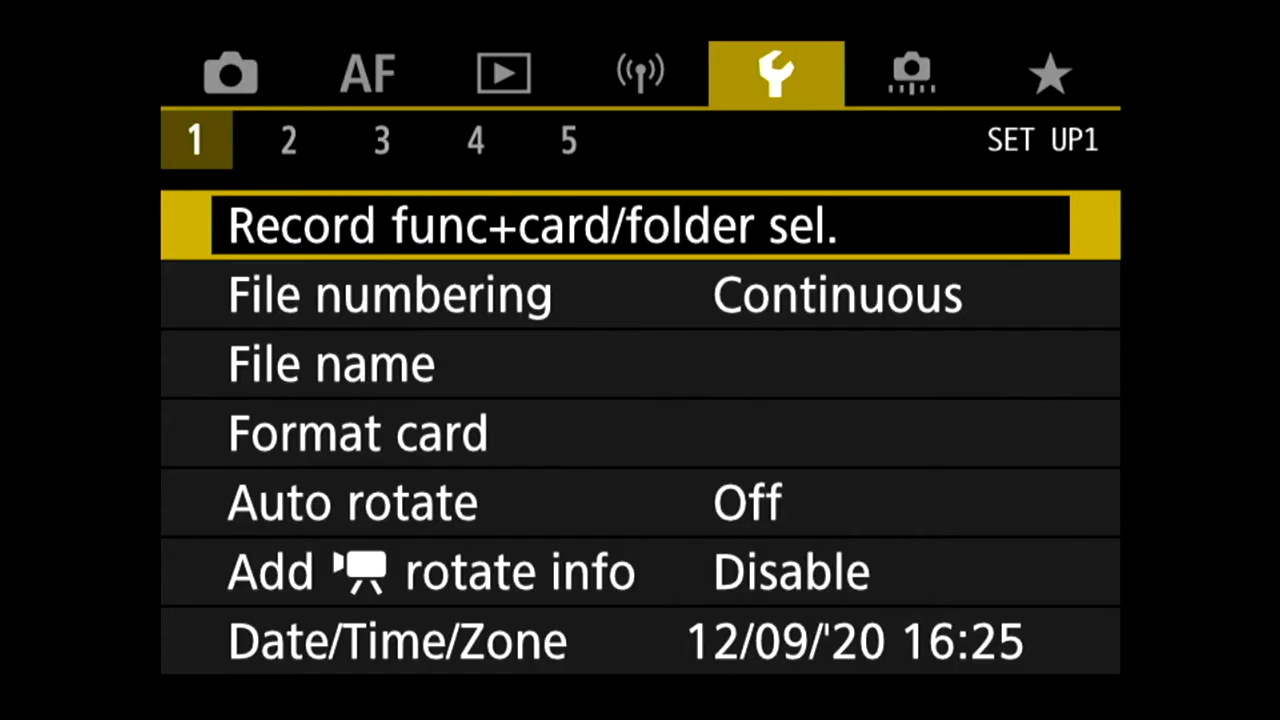 AF
1 2 3 4 5 SET UP1
Record func+card/folder sel.
File numbering Continuous
File name
Format card
Auto rotate Off
Add rotate info Disable
Date/Time/Zone 12/09/'20 16:25